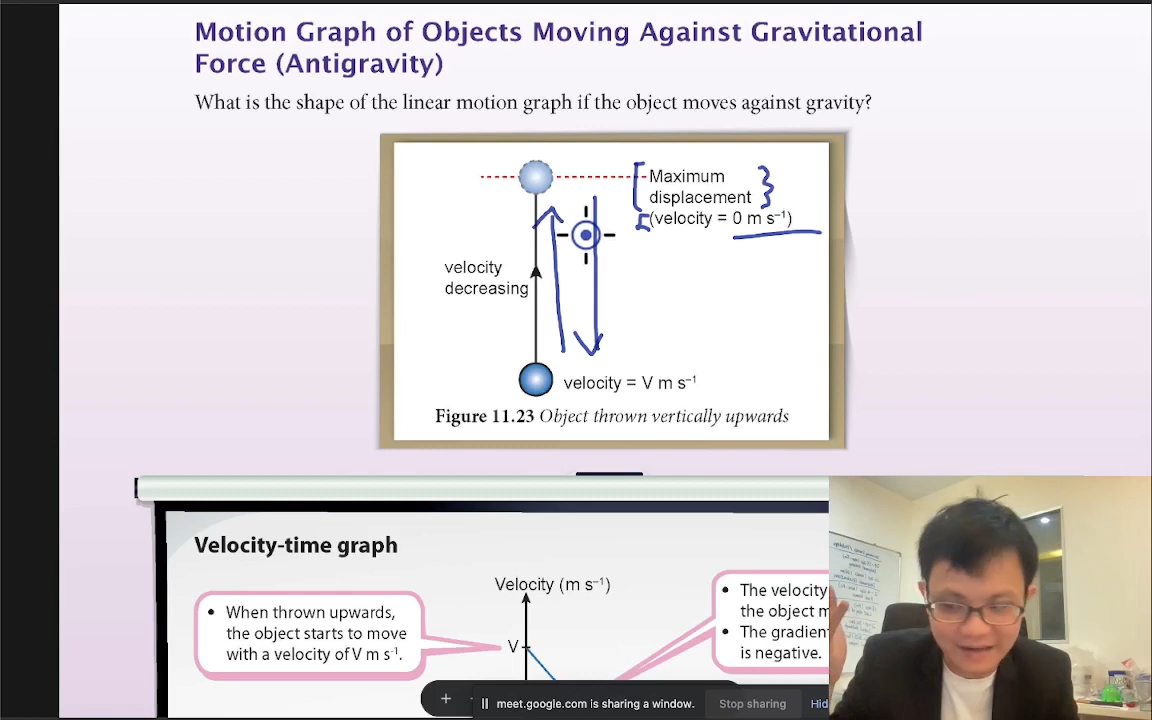 Motion Graph of Objects Moving Against Gravitational
Force (Antigravity)
What is the shape of the linear motion graph if the object moves against gravity?
Maximum
displacement
(velocity = 0 m s⁻¹)
velocity
decreasing
velocity = V m s⁻¹
Figure 11.23 Object thrown vertically upwards
Velocity-time graph
Velocity (m s⁻¹)
• When thrown upwards,
the object starts to move
with a velocity of V m s⁻¹.
V
• The velocity
the object m
• The gradien
is negative.
meet.google.com is sharing a window.
Stop sharing
Hid